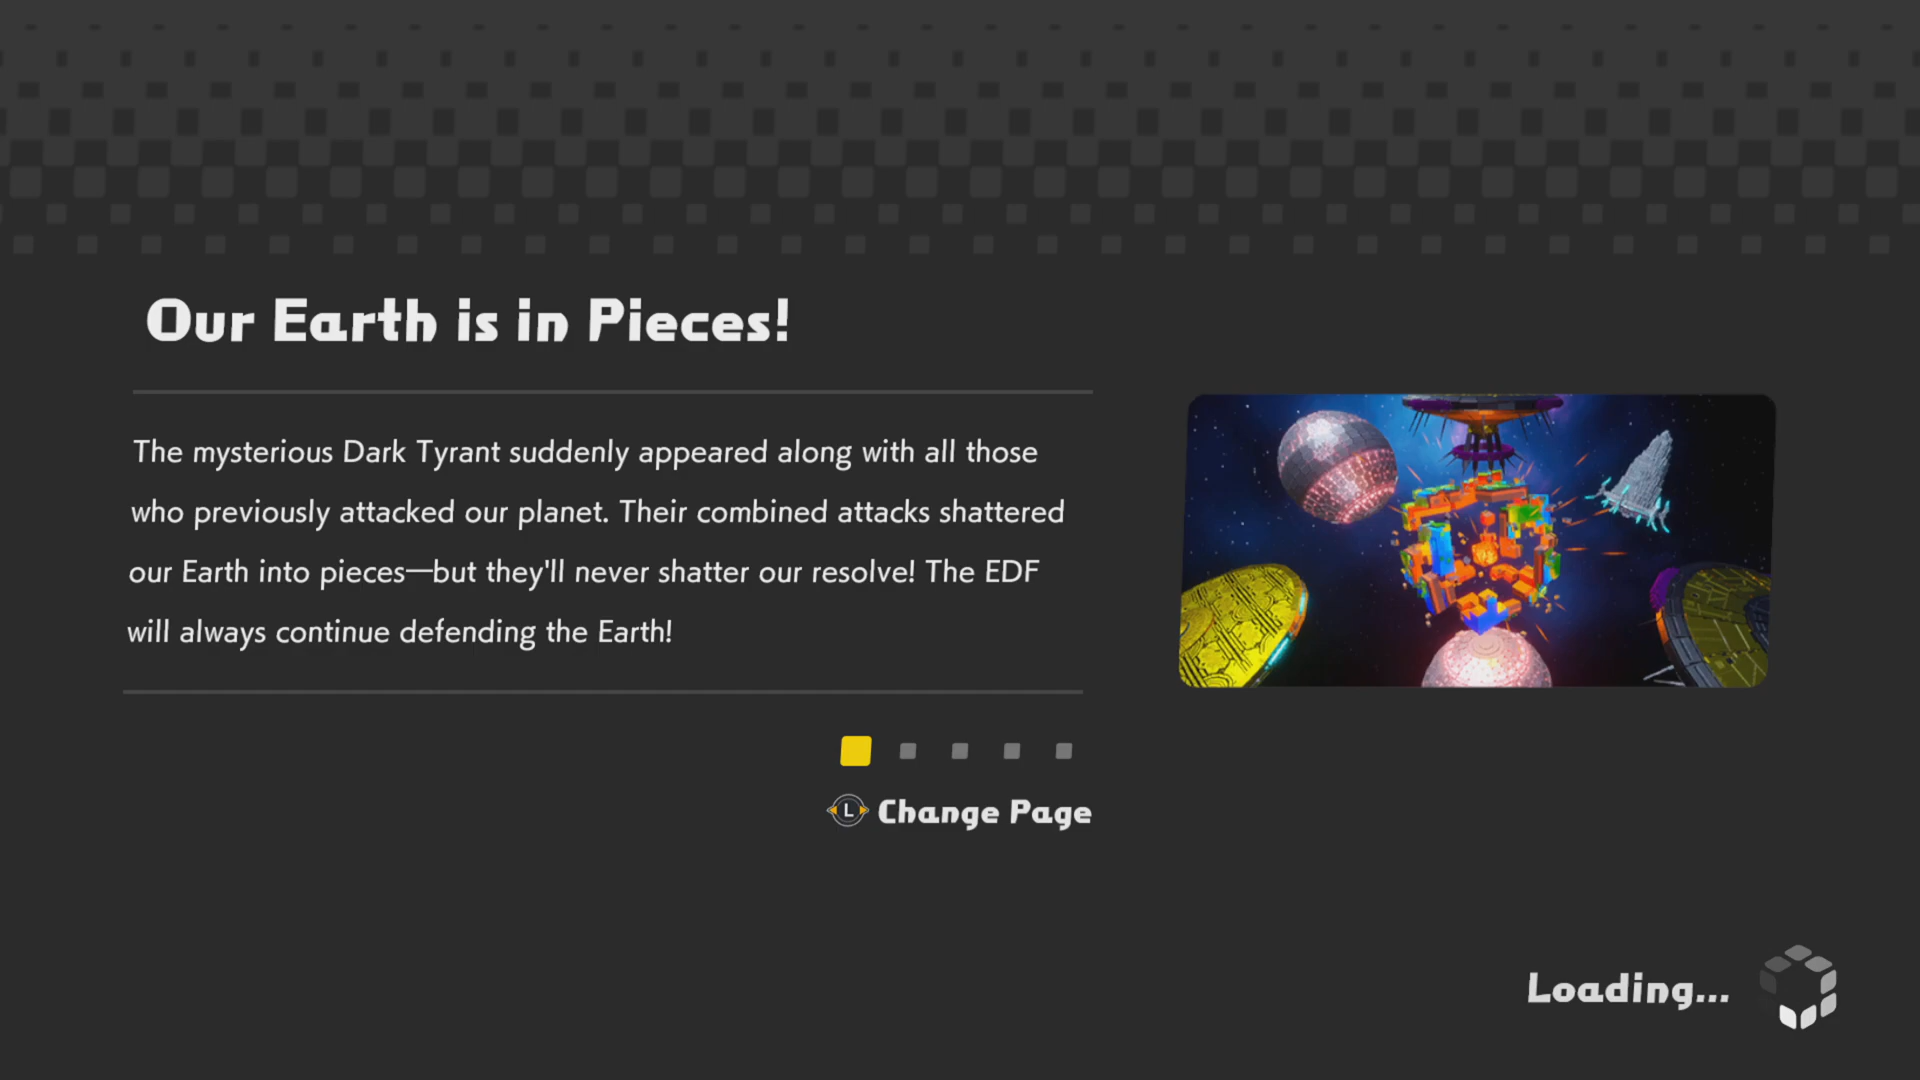 Our Earth is in Pieces!
The mysterious Dark Tyrant suddenly appeared along with all those
who previously attacked our planet. Their combined attacks shattered
our Earth into pieces—but they'll never shatter our resolve! The EDF
will always continue defending the Earth!
L Change Page
Loading...